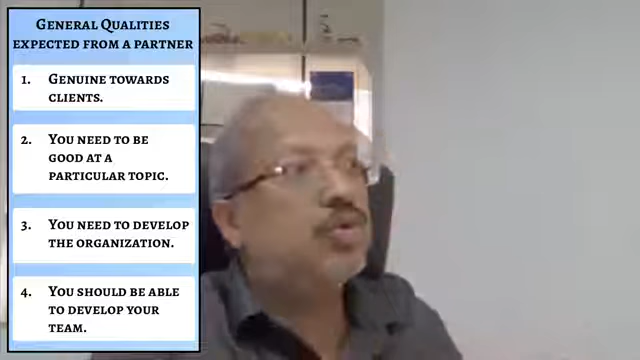 General Qualities
expected from a partner
1. Genuine towards
clients.
2. You need to be
good at a
particular topic.
3. You need to develop
the organization.
4. You should be able
to develop your
team.